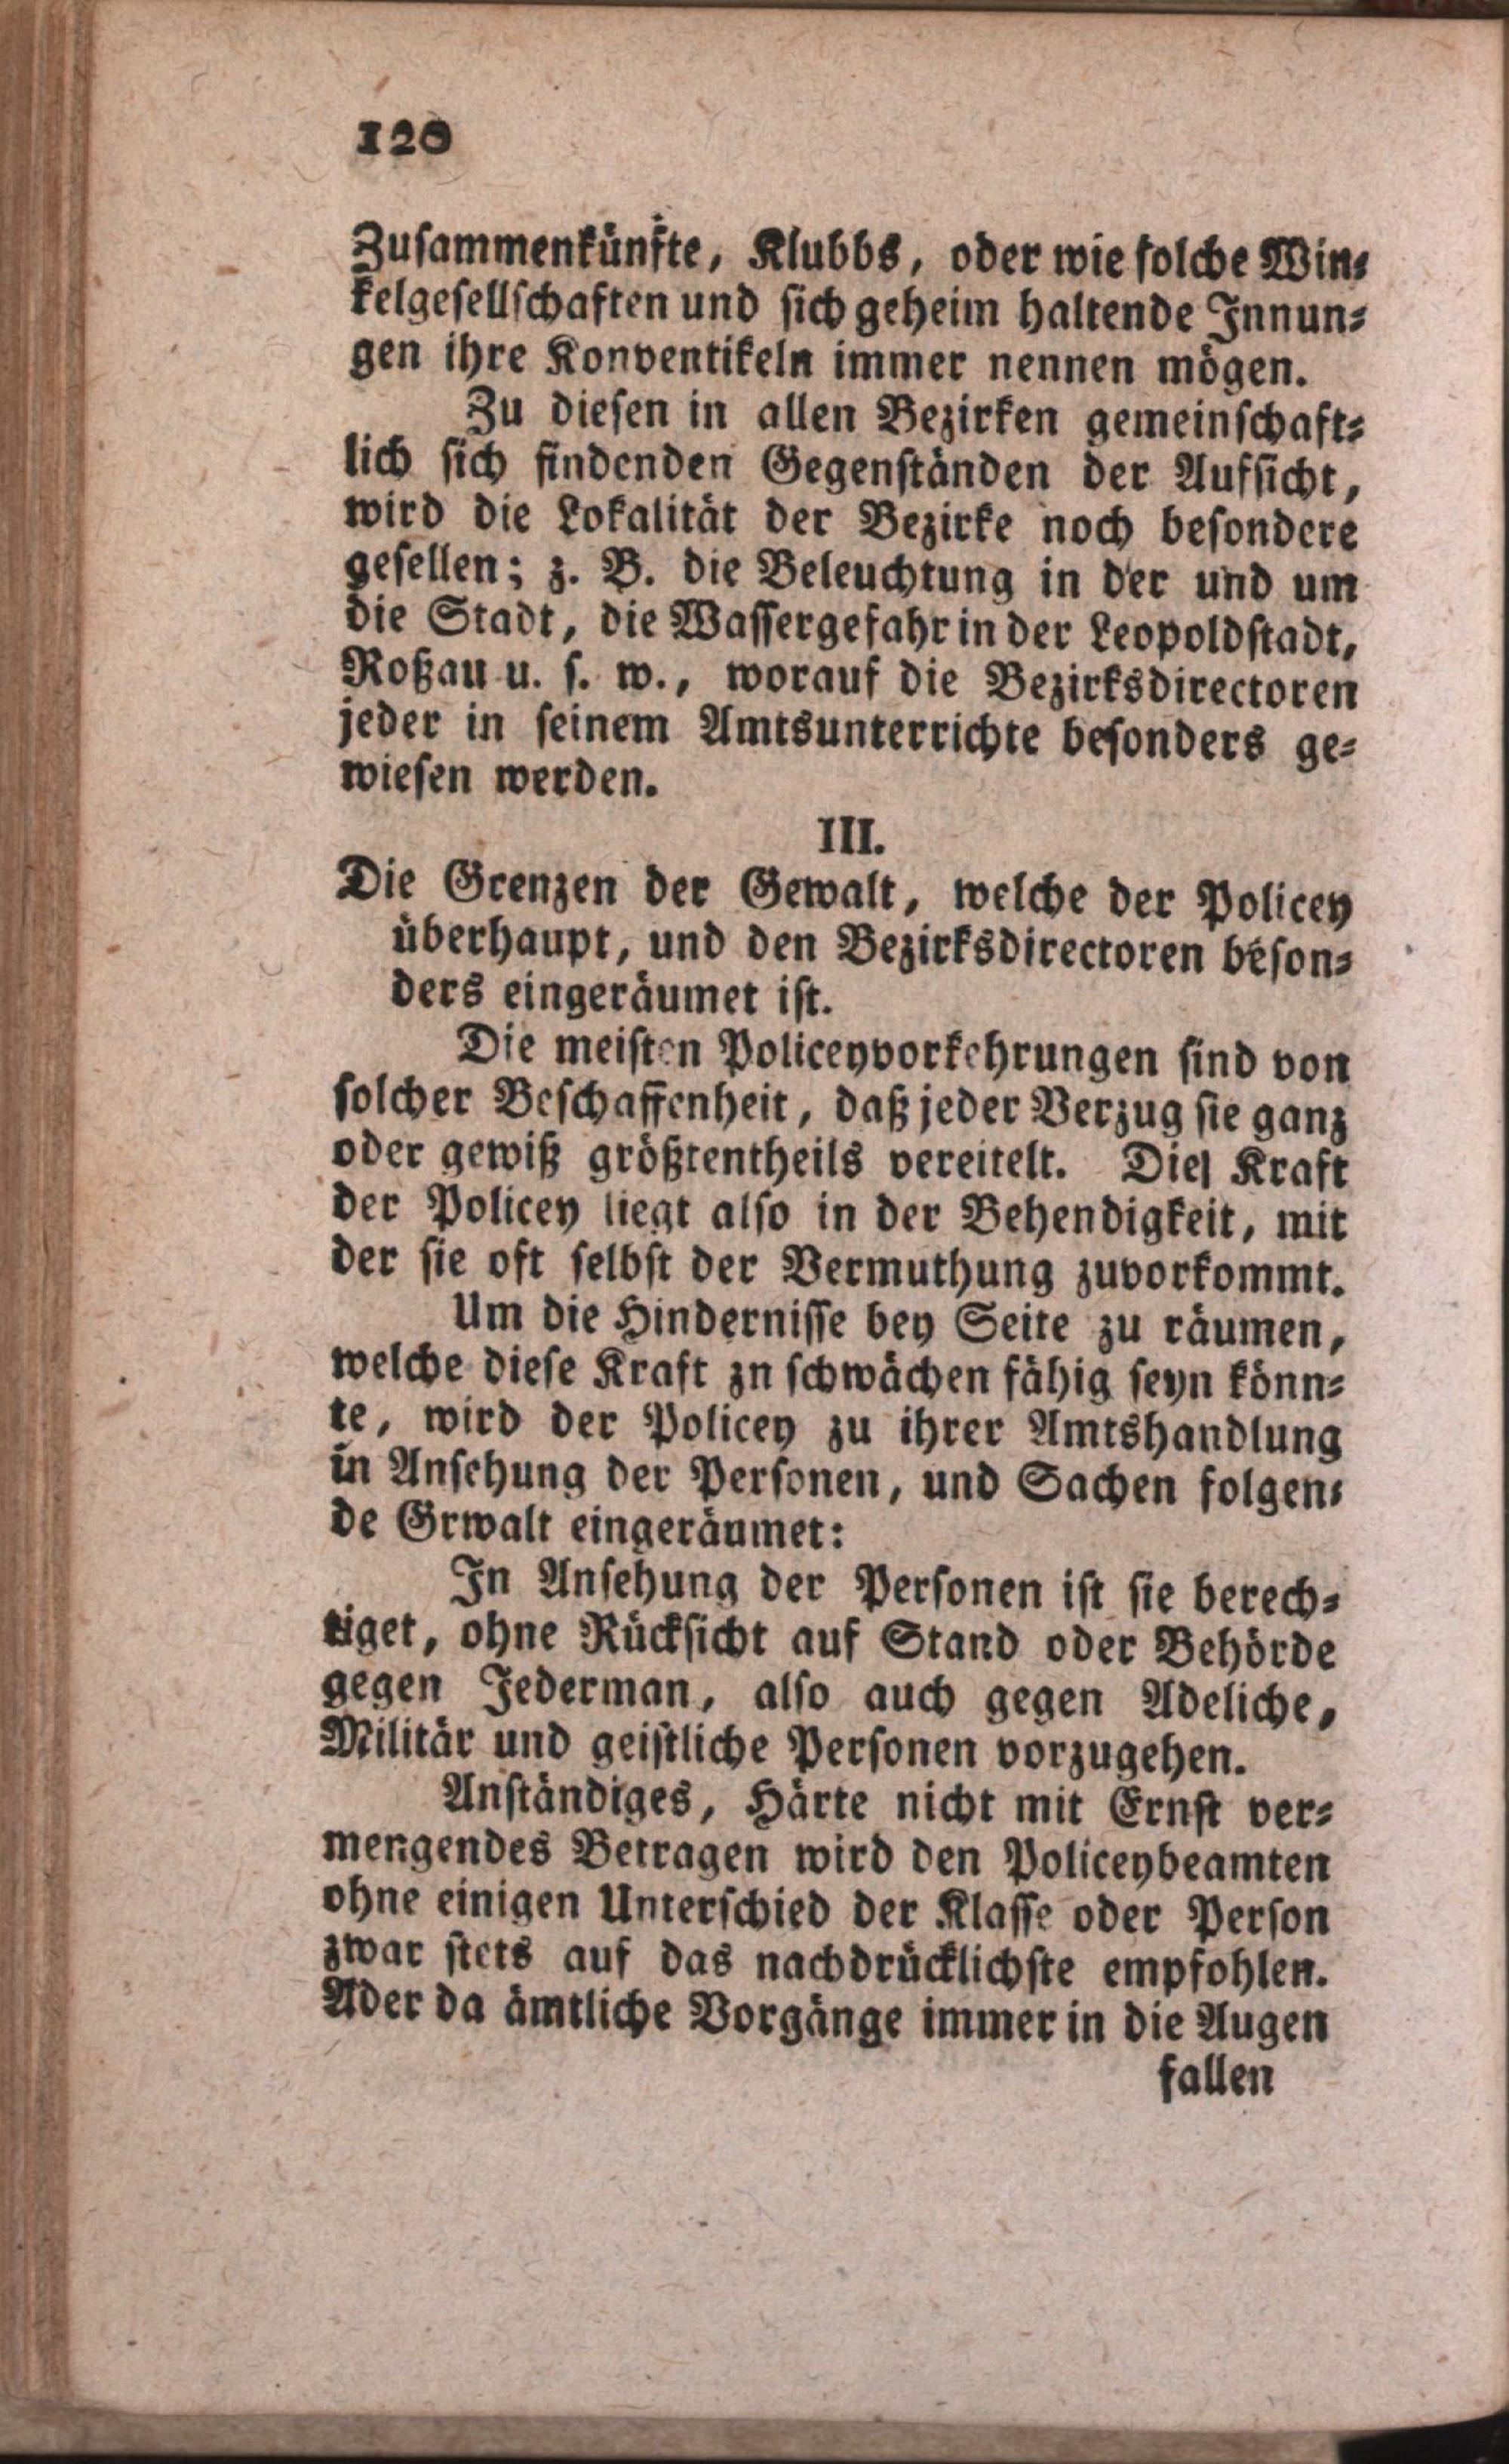 120
Zusammenkünfte, Klubbs, oder wie solche Win-
kelgesellschaften und sich geheim haltende Innun-
gen ihre Konventikeln immer nennen mögen.
Zu diesen in allen Bezirken gemeinschaft-
lich sich findenden Gegenständen der Aufsicht,
wird die Lokalität der Bezirke noch besondere
gesellen; z. B. die Beleuchtung in der und um
die Stadt, die Wassergefahr in der Leopoldstadt,
Roßau u. s. w., worauf die Bezirksdirectoren
jeder in seinem Amtsunterrichte besonders ge-
wiesen werden.
III.
Die Grenzen der Gewalt, welche der Policey
überhaupt, und den Bezirksdirectoren beson-
ders eingeräumet ist.
Die meisten Policeyvorkehrungen sind von
solcher Beschaffenheit, daß jeder Verzug sie ganz
oder gewiß größtentheils vereitelt. Die Kraft
der Policey liegt also in der Behendigkeit, mit
der sie oft selbst der Vermuthung zuvorkommt.
Um die Hindernisse bey Seite zu räumen,
welche diese Kraft zn schwächen fähig seyn könn-
te, wird der Policey zu ihrer Amtshandlung
in Ansehung der Personen, und Sachen folgen-
de Grwalt eingeräumet:
In Ansehung der Personen ist sie berech-
tiget, ohne Rücksicht auf Stand oder Behörde
gegen Jederman, also auch gegen Adeliche,
Militär und geistliche Personen vorzugehen.
Anständiges, Härte nicht mit Ernst ver-
mengendes Betragen wird den Policeybeamten
ohne einigen Unterschied der Klasse oder Person
zwar stets auf das nachdrücklichste empfohlen.
Ader da ämtliche Vorgänge immer in die Augen
fallen